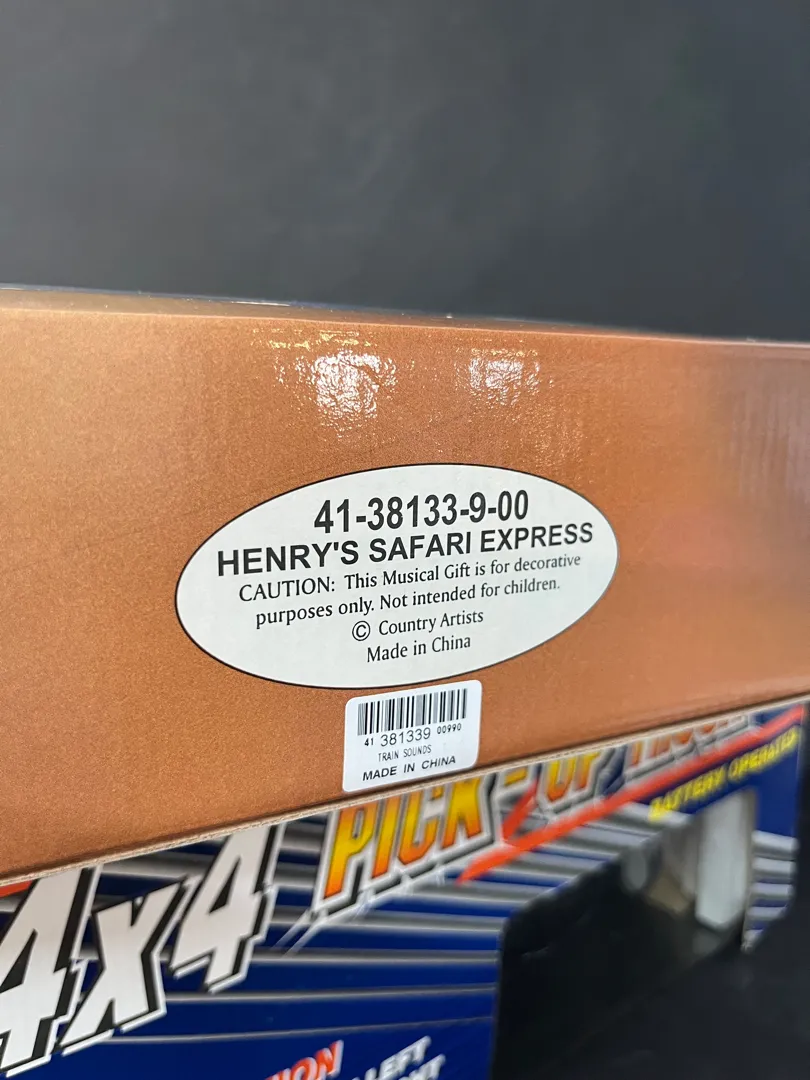 41-38133-9-00
HENRY'S SAFARI EXPRESS
CAUTION: This Musical Gift is for decorative
purposes only. Not intended for children.
© Country Artists
Made in China
41 381339 00990
TRAIN SOUNDS
MADE IN CHINA
4x4 PICK-UP TRUCK
BATTERY OPERATED
LEFT